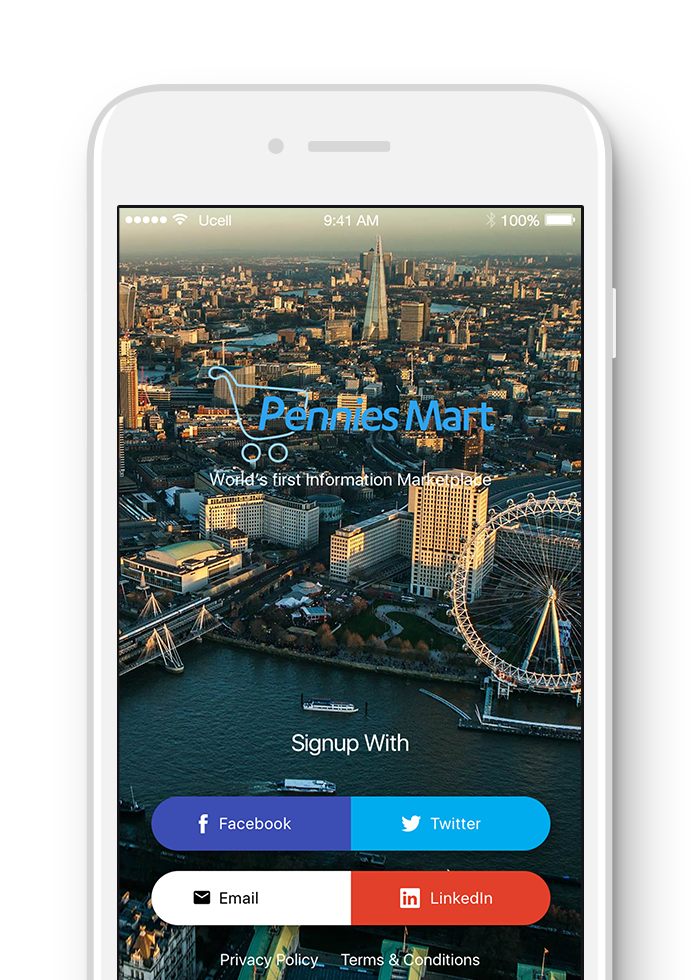 Ucell 9:41 AM 100%
Pennies Mart
World's first Information Marketplace
Signup With
Facebook Twitter
Email LinkedIn
Privacy Policy Terms & Conditions